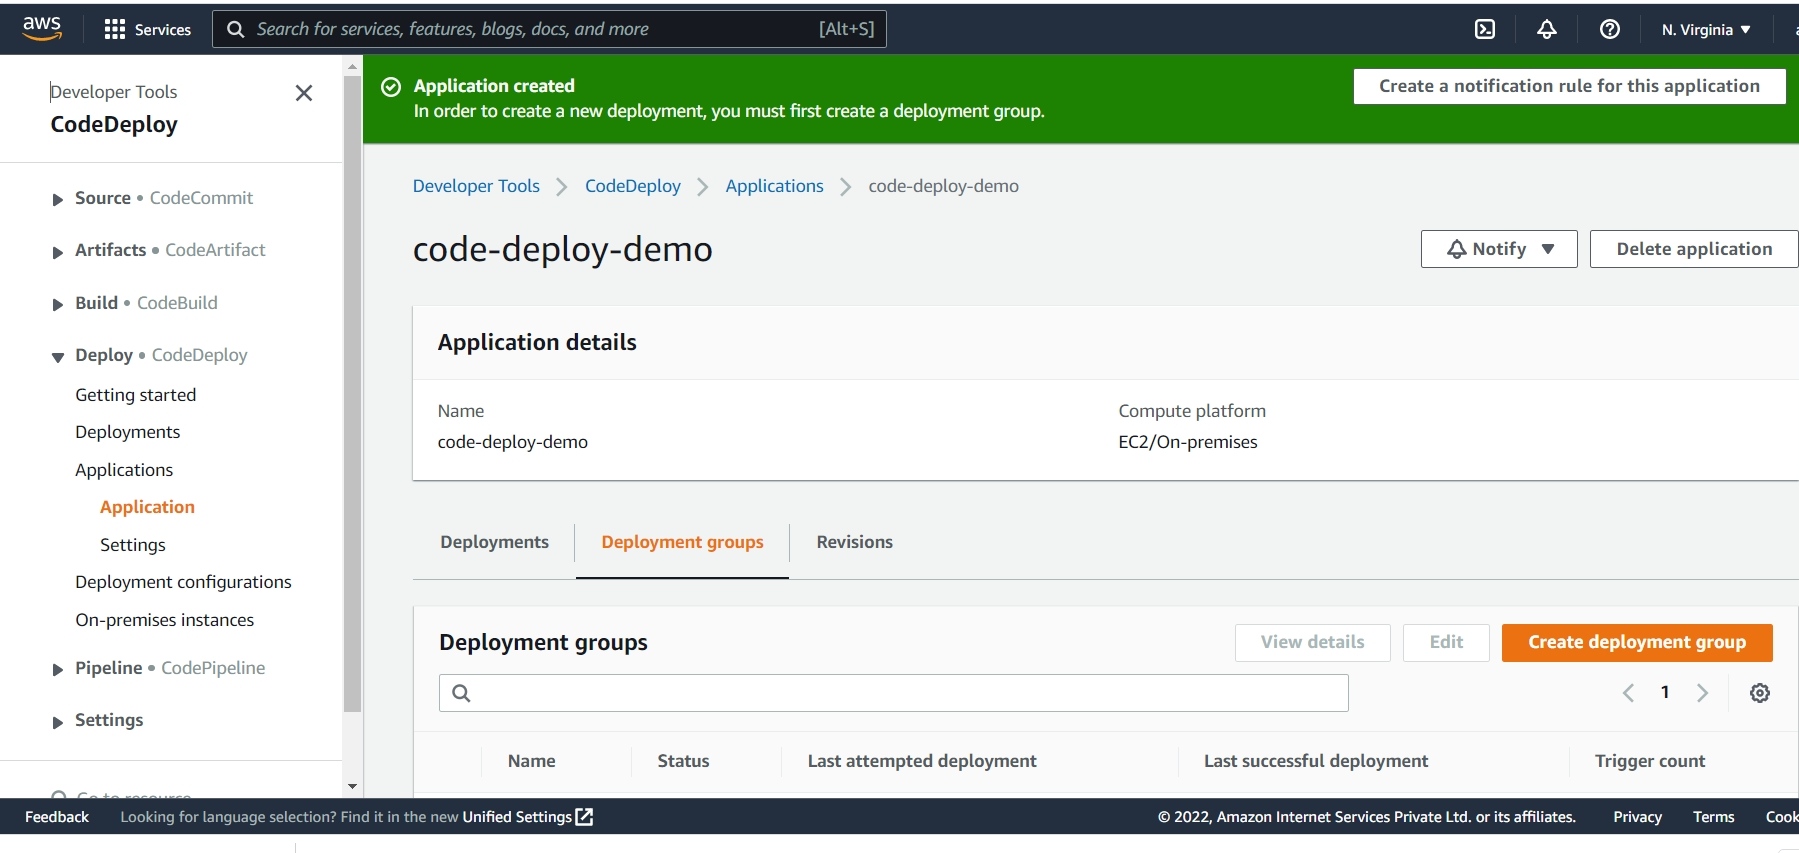 aws
Services
Search for services, features, blogs, docs, and more
[Alt+S]
N. Virginia
Developer Tools
CodeDeploy
Source • CodeCommit
Artifacts • CodeArtifact
Build • CodeBuild
Deploy • CodeDeploy
Getting started
Deployments
Applications
Application
Settings
Deployment configurations
On-premises instances
Pipeline • CodePipeline
Settings
Go to resource
Application created
In order to create a new deployment, you must first create a deployment group.
Create a notification rule for this application
Developer Tools > CodeDeploy > Applications > code-deploy-demo
code-deploy-demo
Notify
Delete application
Application details
Name
code-deploy-demo
Compute platform
EC2/On-premises
Deployments
Deployment groups
Revisions
Deployment groups
View details
Edit
Create deployment group
1
Name
Status
Last attempted deployment
Last successful deployment
Trigger count
Feedback
Looking for language selection? Find it in the new Unified Settings
© 2022, Amazon Internet Services Private Ltd. or its affiliates.
Privacy
Terms
Cook